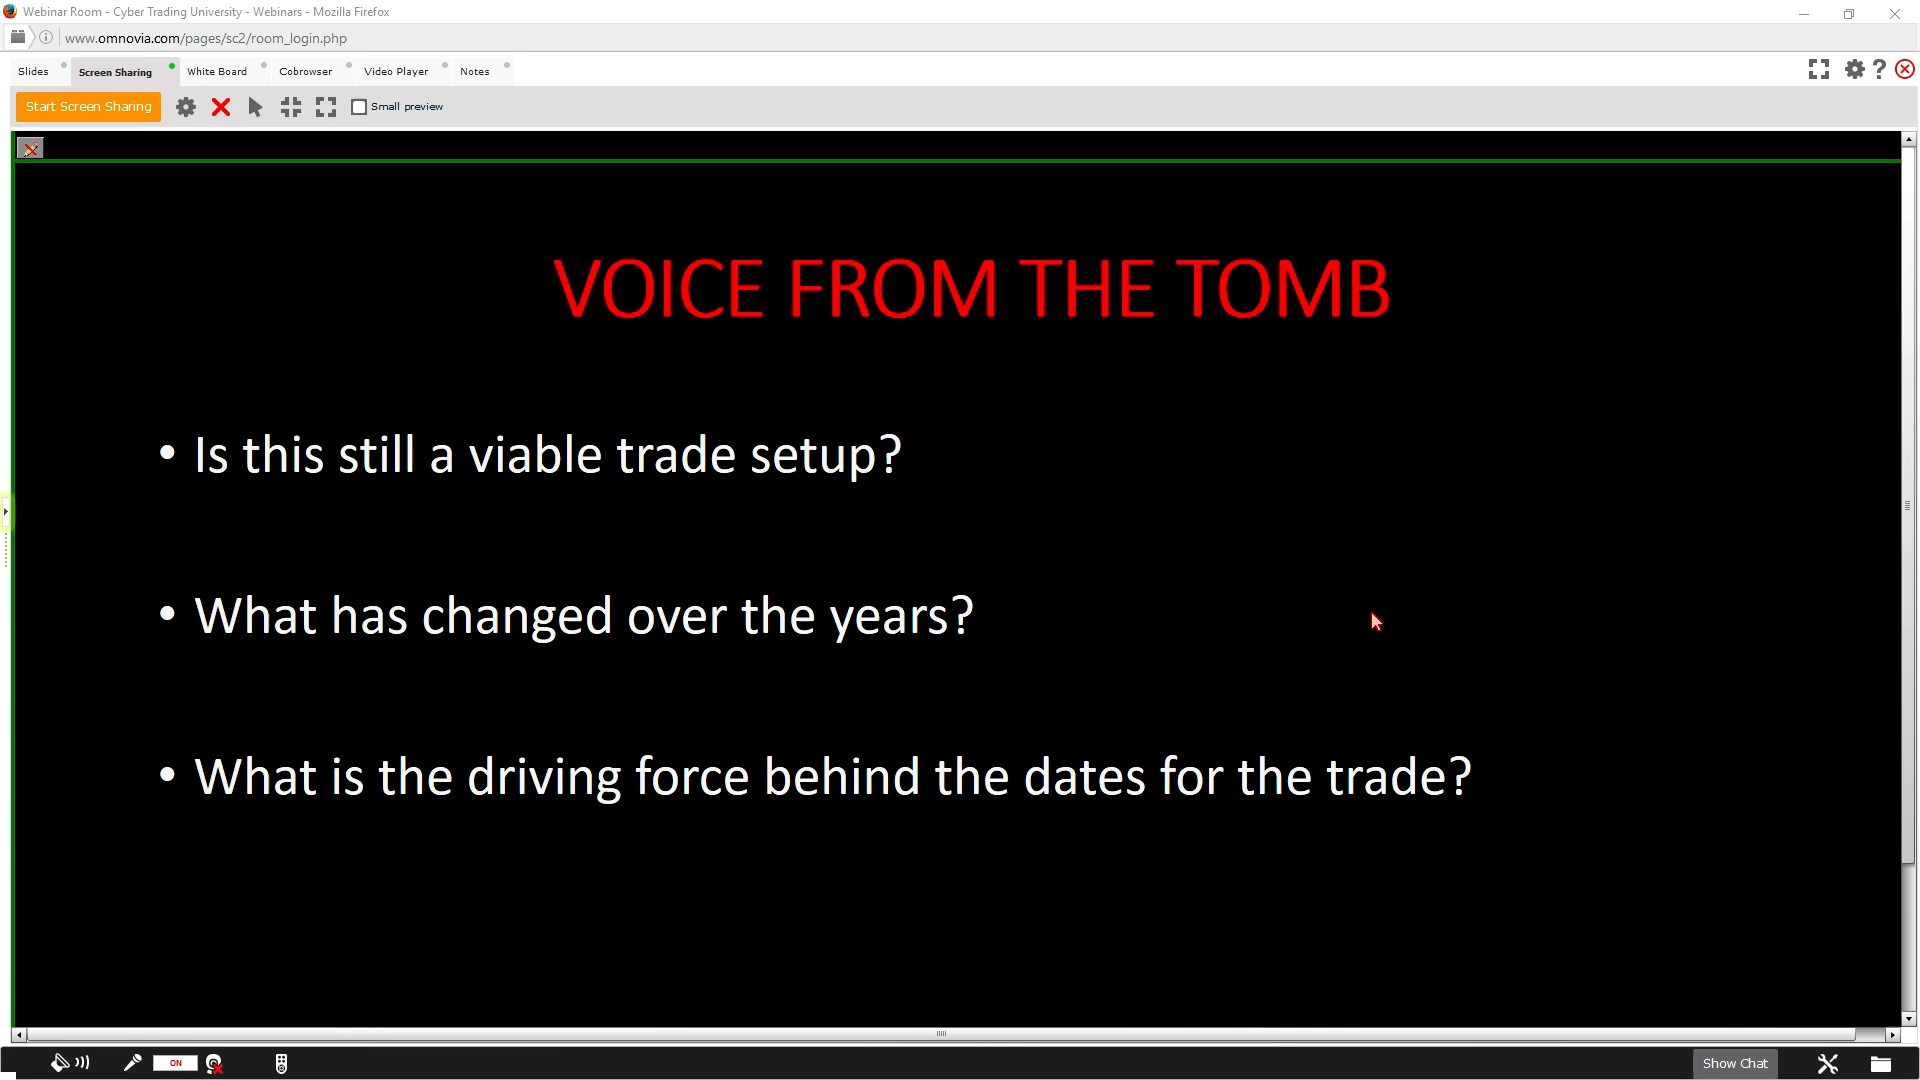 Webinar Room - Cyber Trading University - Webinars - Mozilla Firefox
www.omnovia.com/pages/sc2/room_login.php
Slides Screen Sharing White Board Cobrowser Video Player Notes
Start Screen Sharing Small preview
VOICE FROM THE TOMB
• Is this still a viable trade setup?
• What has changed over the years?
• What is the driving force behind the dates for the trade?
ON
Show Chat